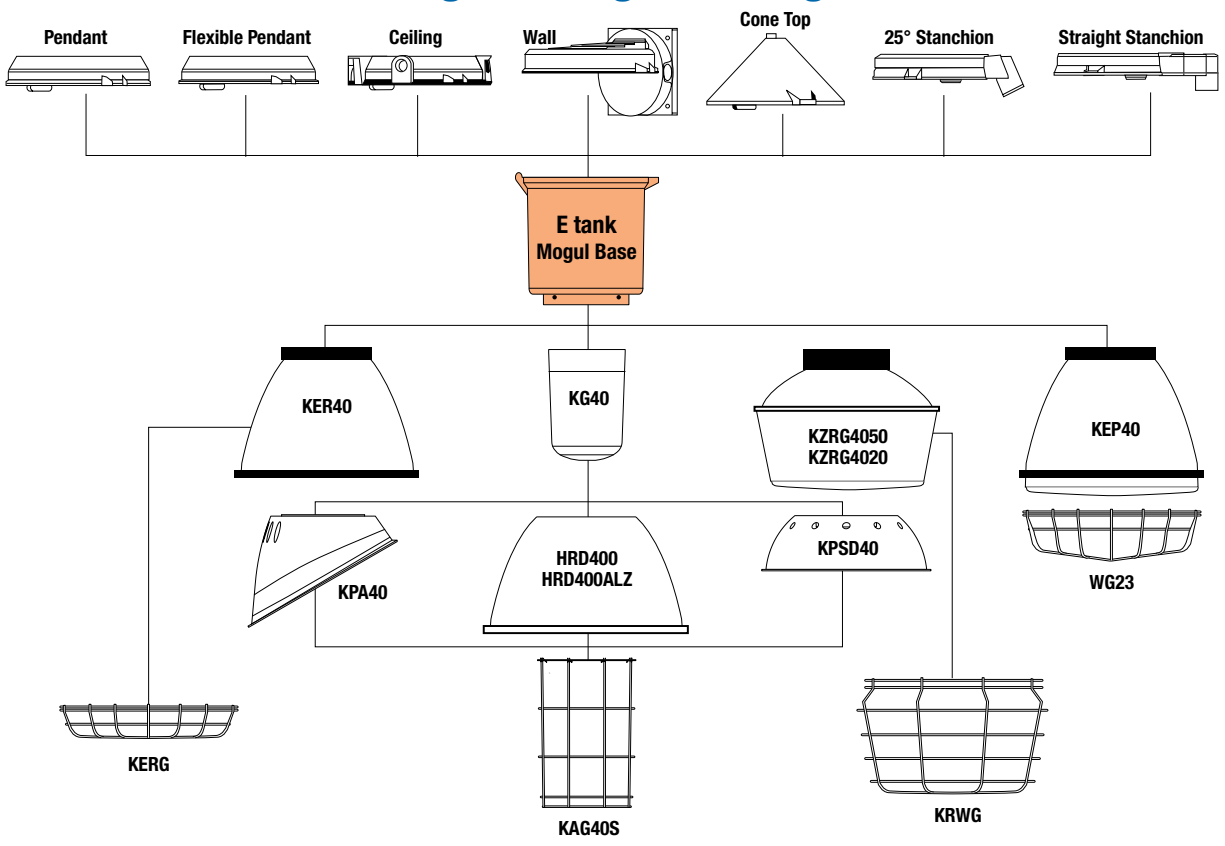 Pendant
Flexible Pendant
Ceiling
Wall
Cone Top
25° Stanchion
Straight Stanchion
E tank
Mogul Base
KER40
KG40
KZRG4050
KZRG4020
KEP40
KPA40
HRD400
HRD400ALZ
KPSD40
WG23
KERG
KAG40S
KRWG